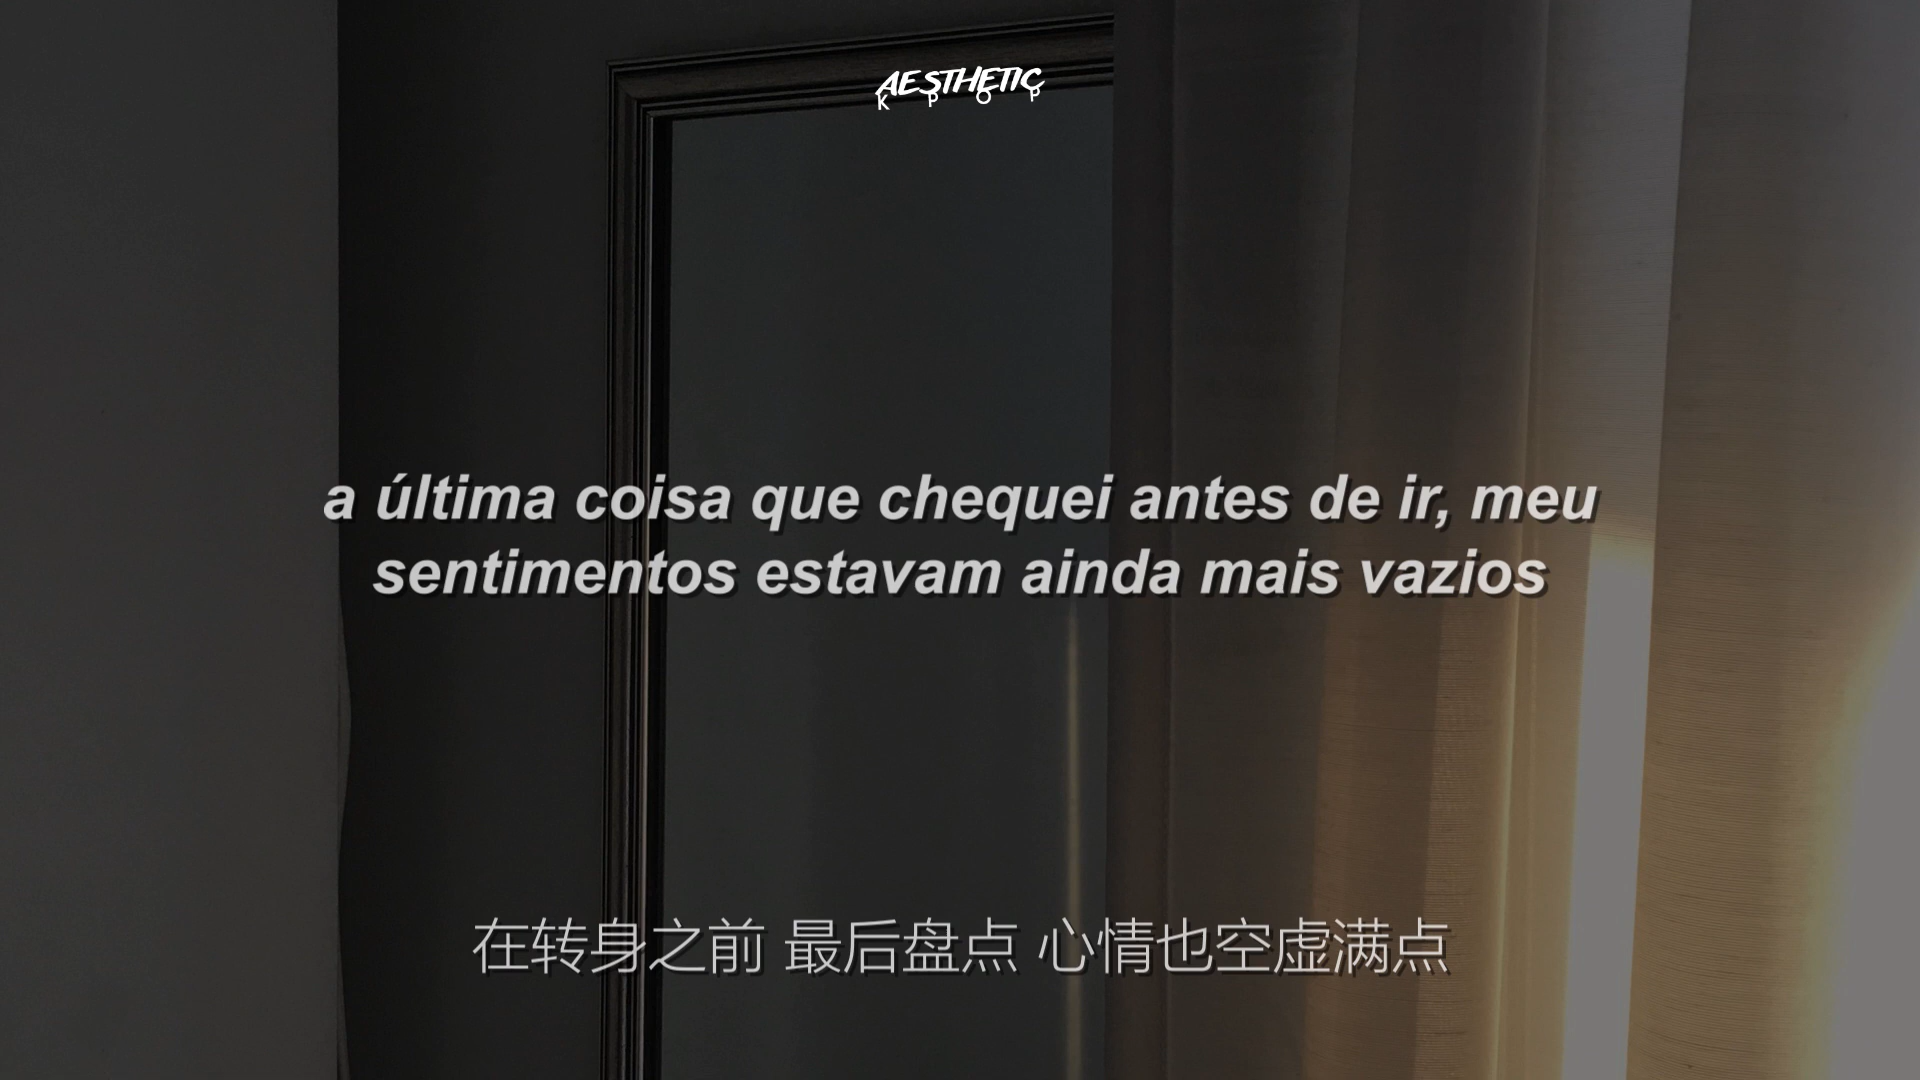 AESTHETIC
K P O P
a última coisa que chequei antes de ir, meu
sentimentos estavam ainda mais vazios
在转身之前 最后盘点 心情也空虚满点